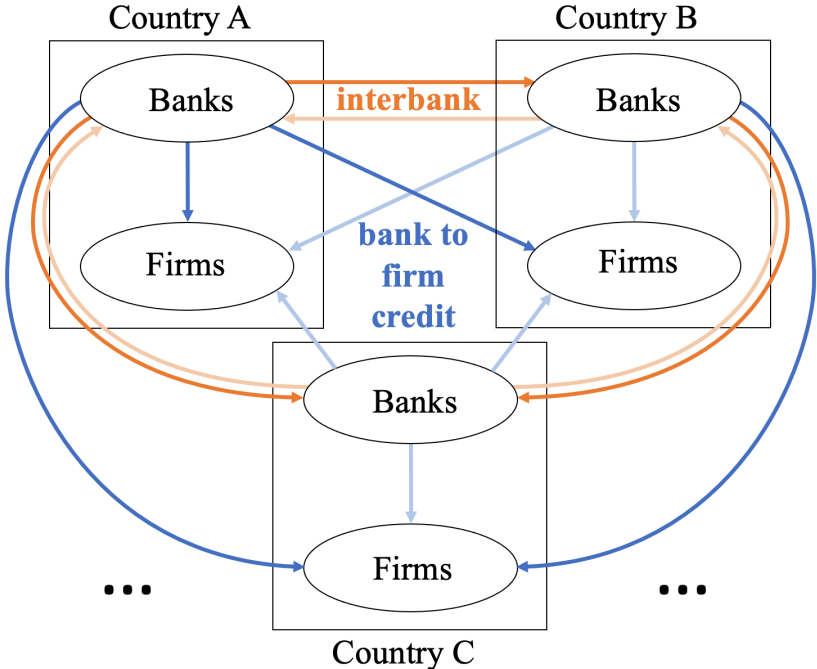 Country A
Country B
Banks
interbank
Banks
Firms
bank to
firm
credit
Firms
Banks
Firms
...
...
Country C